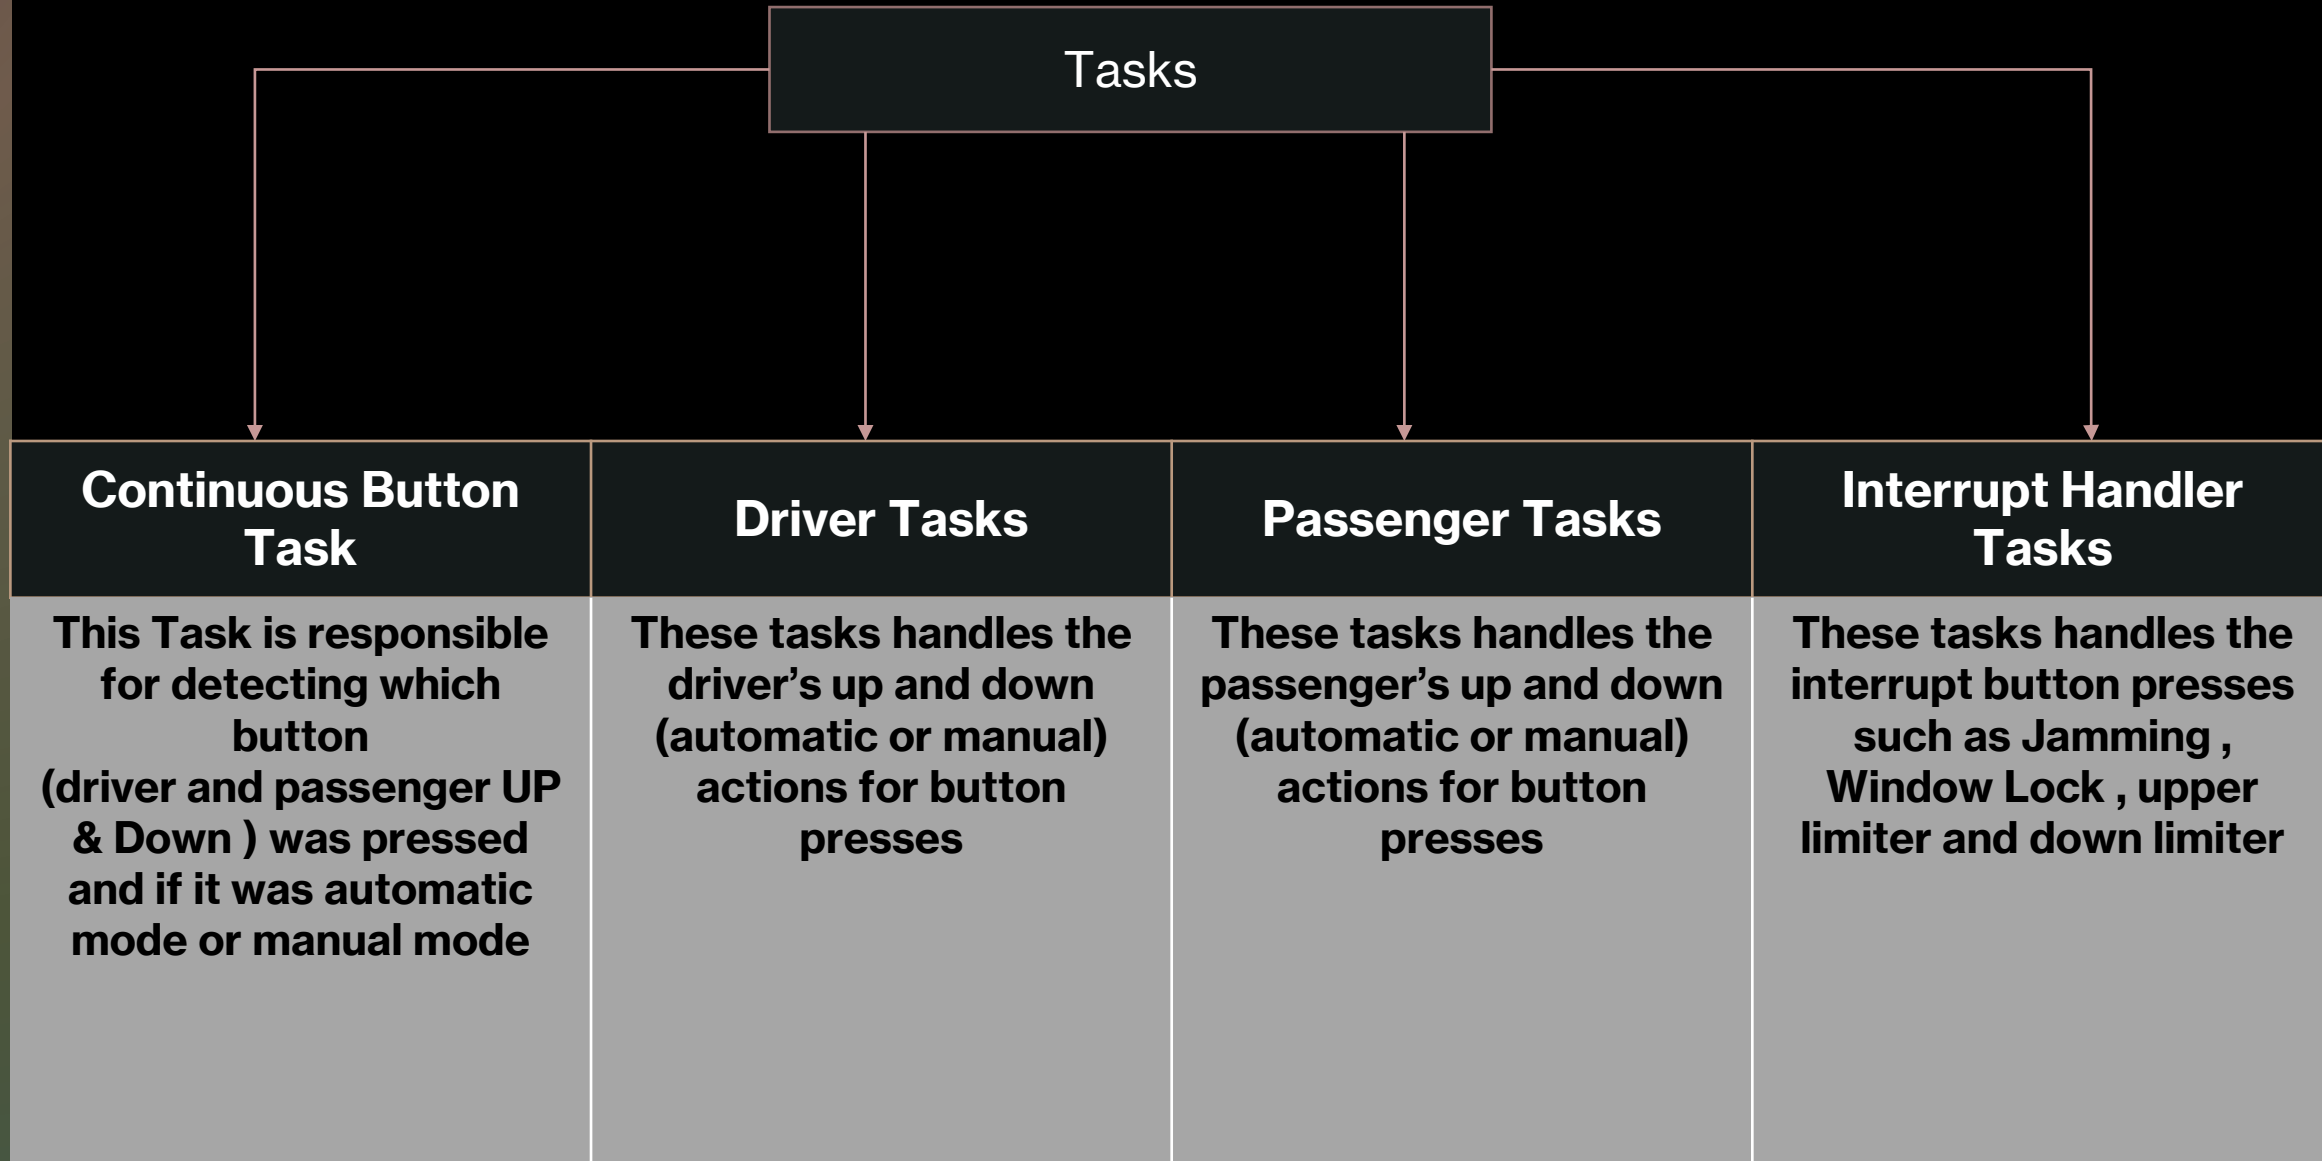 Tasks
Continuous Button
Task
Driver Tasks
Passenger Tasks
Interrupt Handler
Tasks
This Task is responsible
for detecting which
button
(driver and passenger UP
& Down ) was pressed
and if it was automatic
mode or manual mode
These tasks handles the
driver’s up and down
(automatic or manual)
actions for button
presses
These tasks handles the
passenger’s up and down
(automatic or manual)
actions for button
presses
These tasks handles the
interrupt button presses
such as Jamming ,
Window Lock , upper
limiter and down limiter